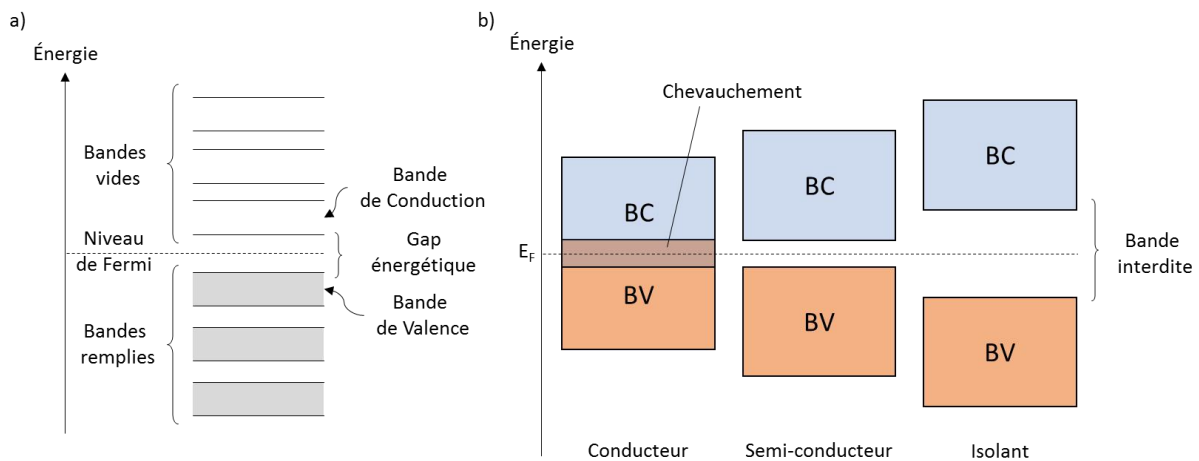 a)
Énergie
Bandes
vides
Niveau
de Fermi
Bandes
remplies
Bande
de Conduction
Gap
énergétique
Bande
de Valence
b)
Énergie
Chevauchement
E_F
BC
BV
BC
BV
BC
BV
Bande
interdite
Conducteur
Semi-conducteur
Isolant